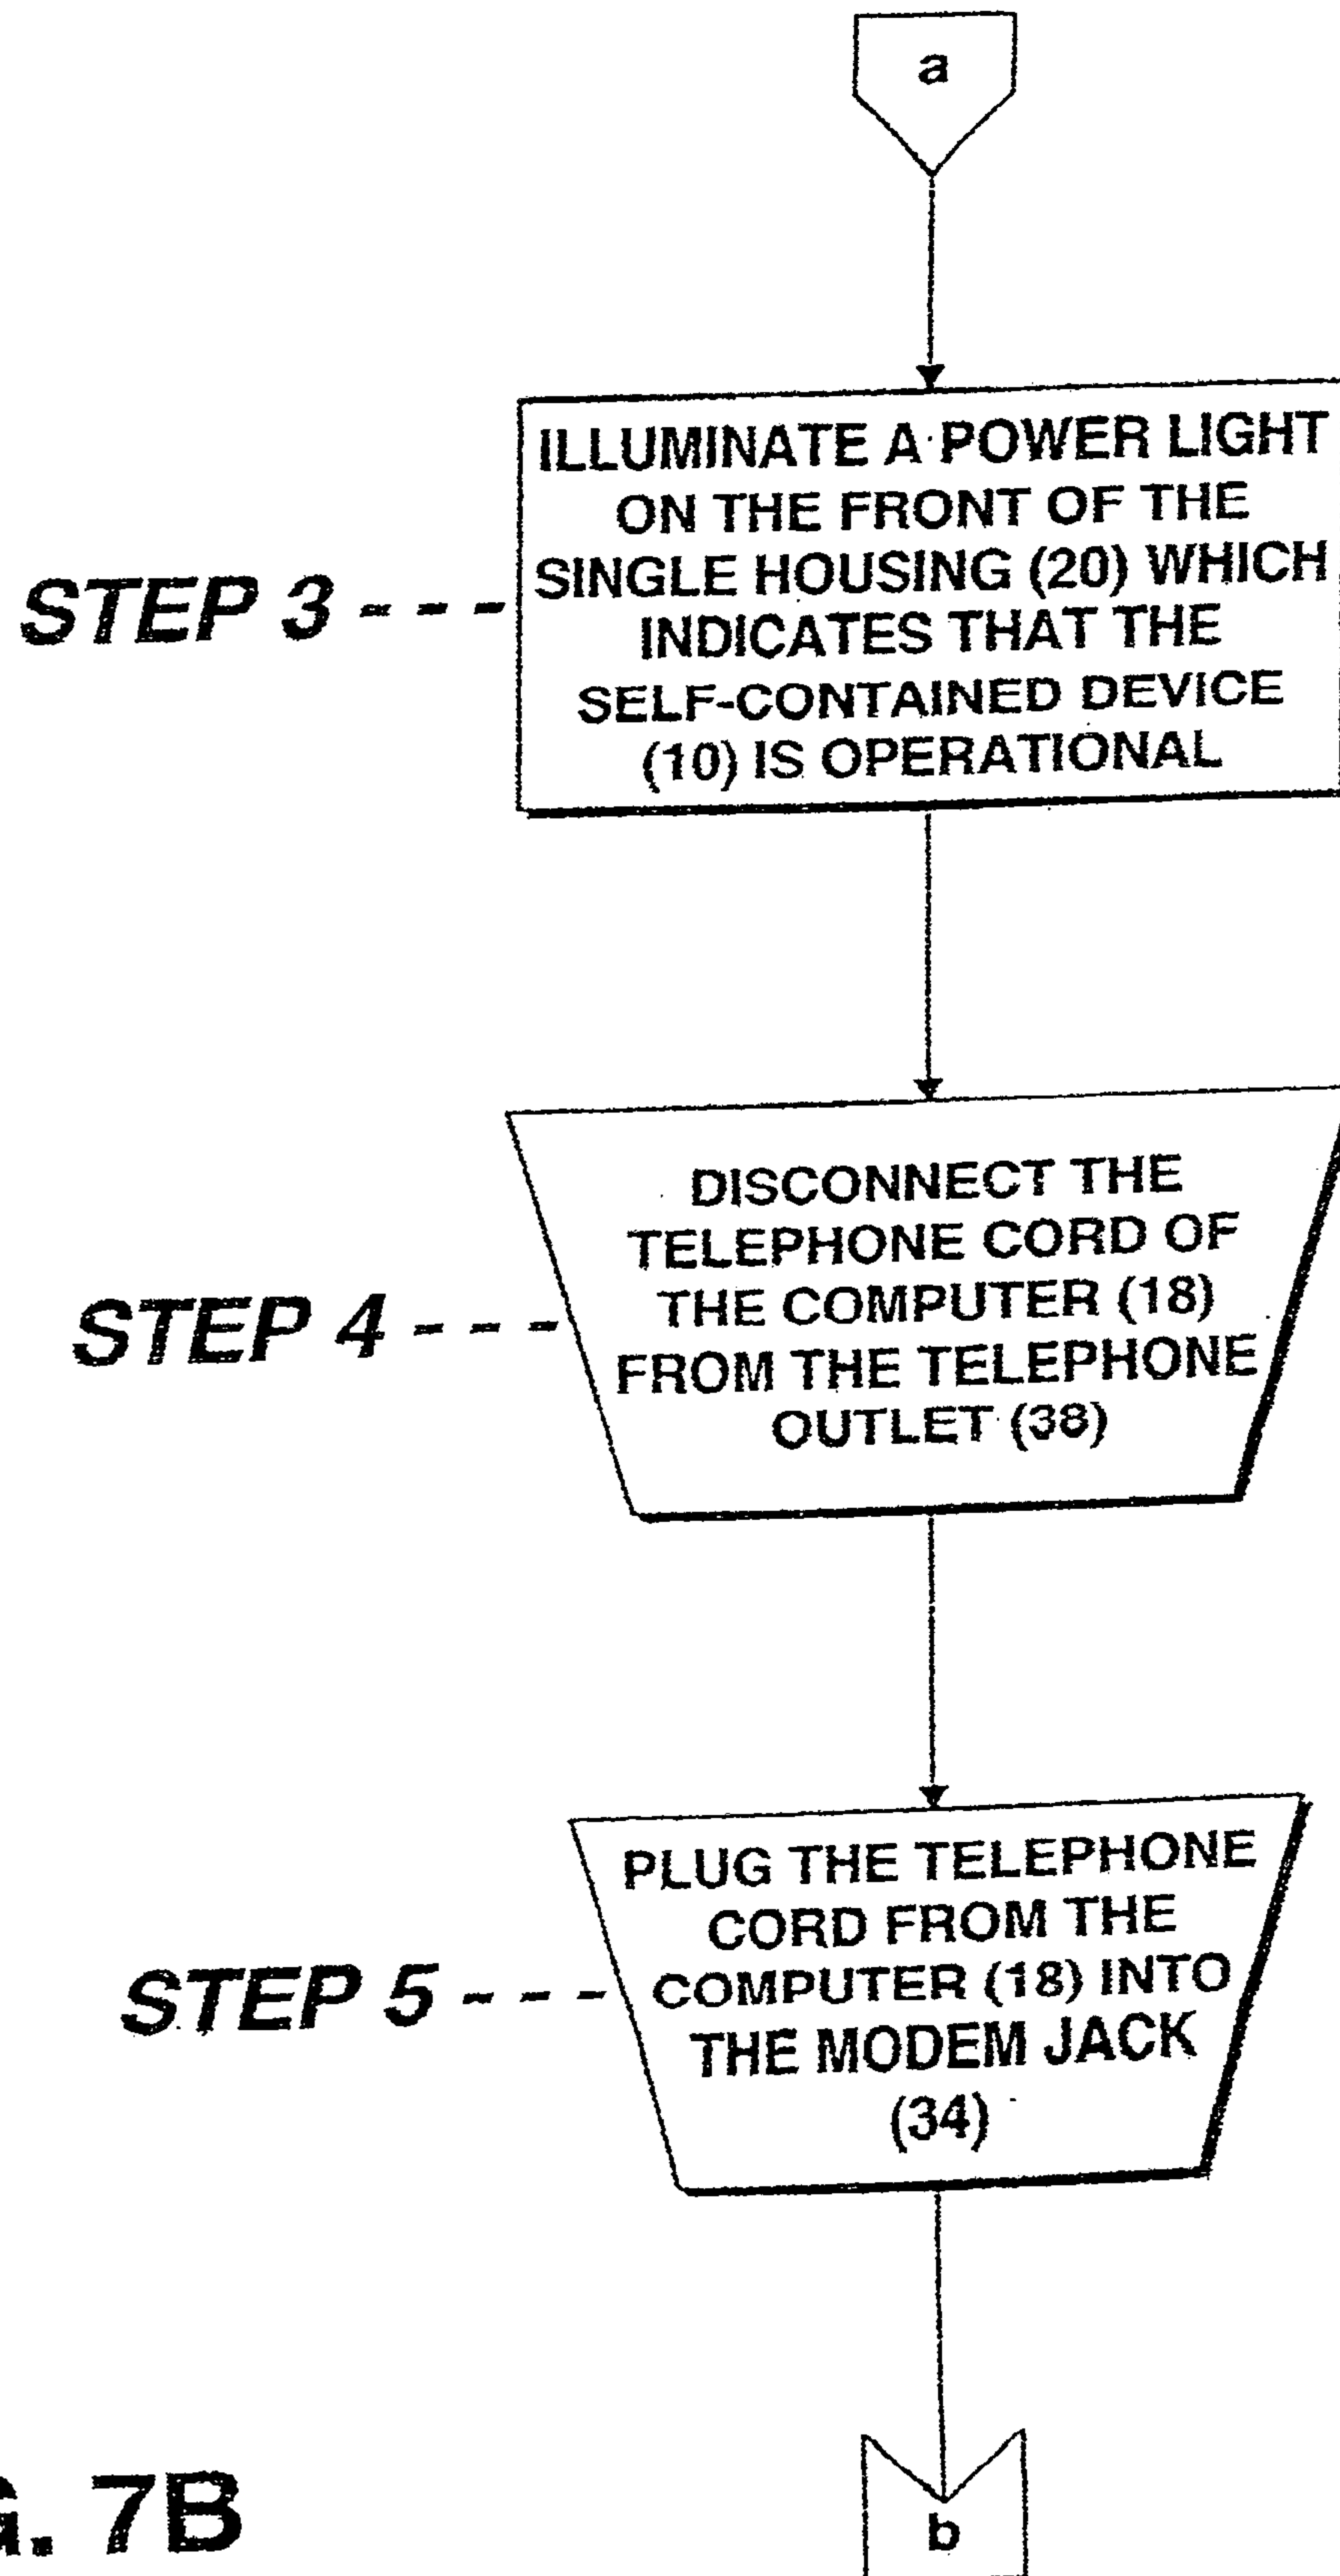 a
ILLUMINATE A POWER LIGHT
ON THE FRONT OF THE
SINGLE HOUSING (20) WHICH
INDICATES THAT THE
SELF-CONTAINED DEVICE
(10) IS OPERATIONAL
STEP 3
DISCONNECT THE
TELEPHONE CORD OF
THE COMPUTER (18)
FROM THE TELEPHONE
OUTLET (38)
STEP 4
PLUG THE TELEPHONE
CORD FROM THE
COMPUTER (18) INTO
THE MODEM JACK
(34)
STEP 5
b
G. 7B